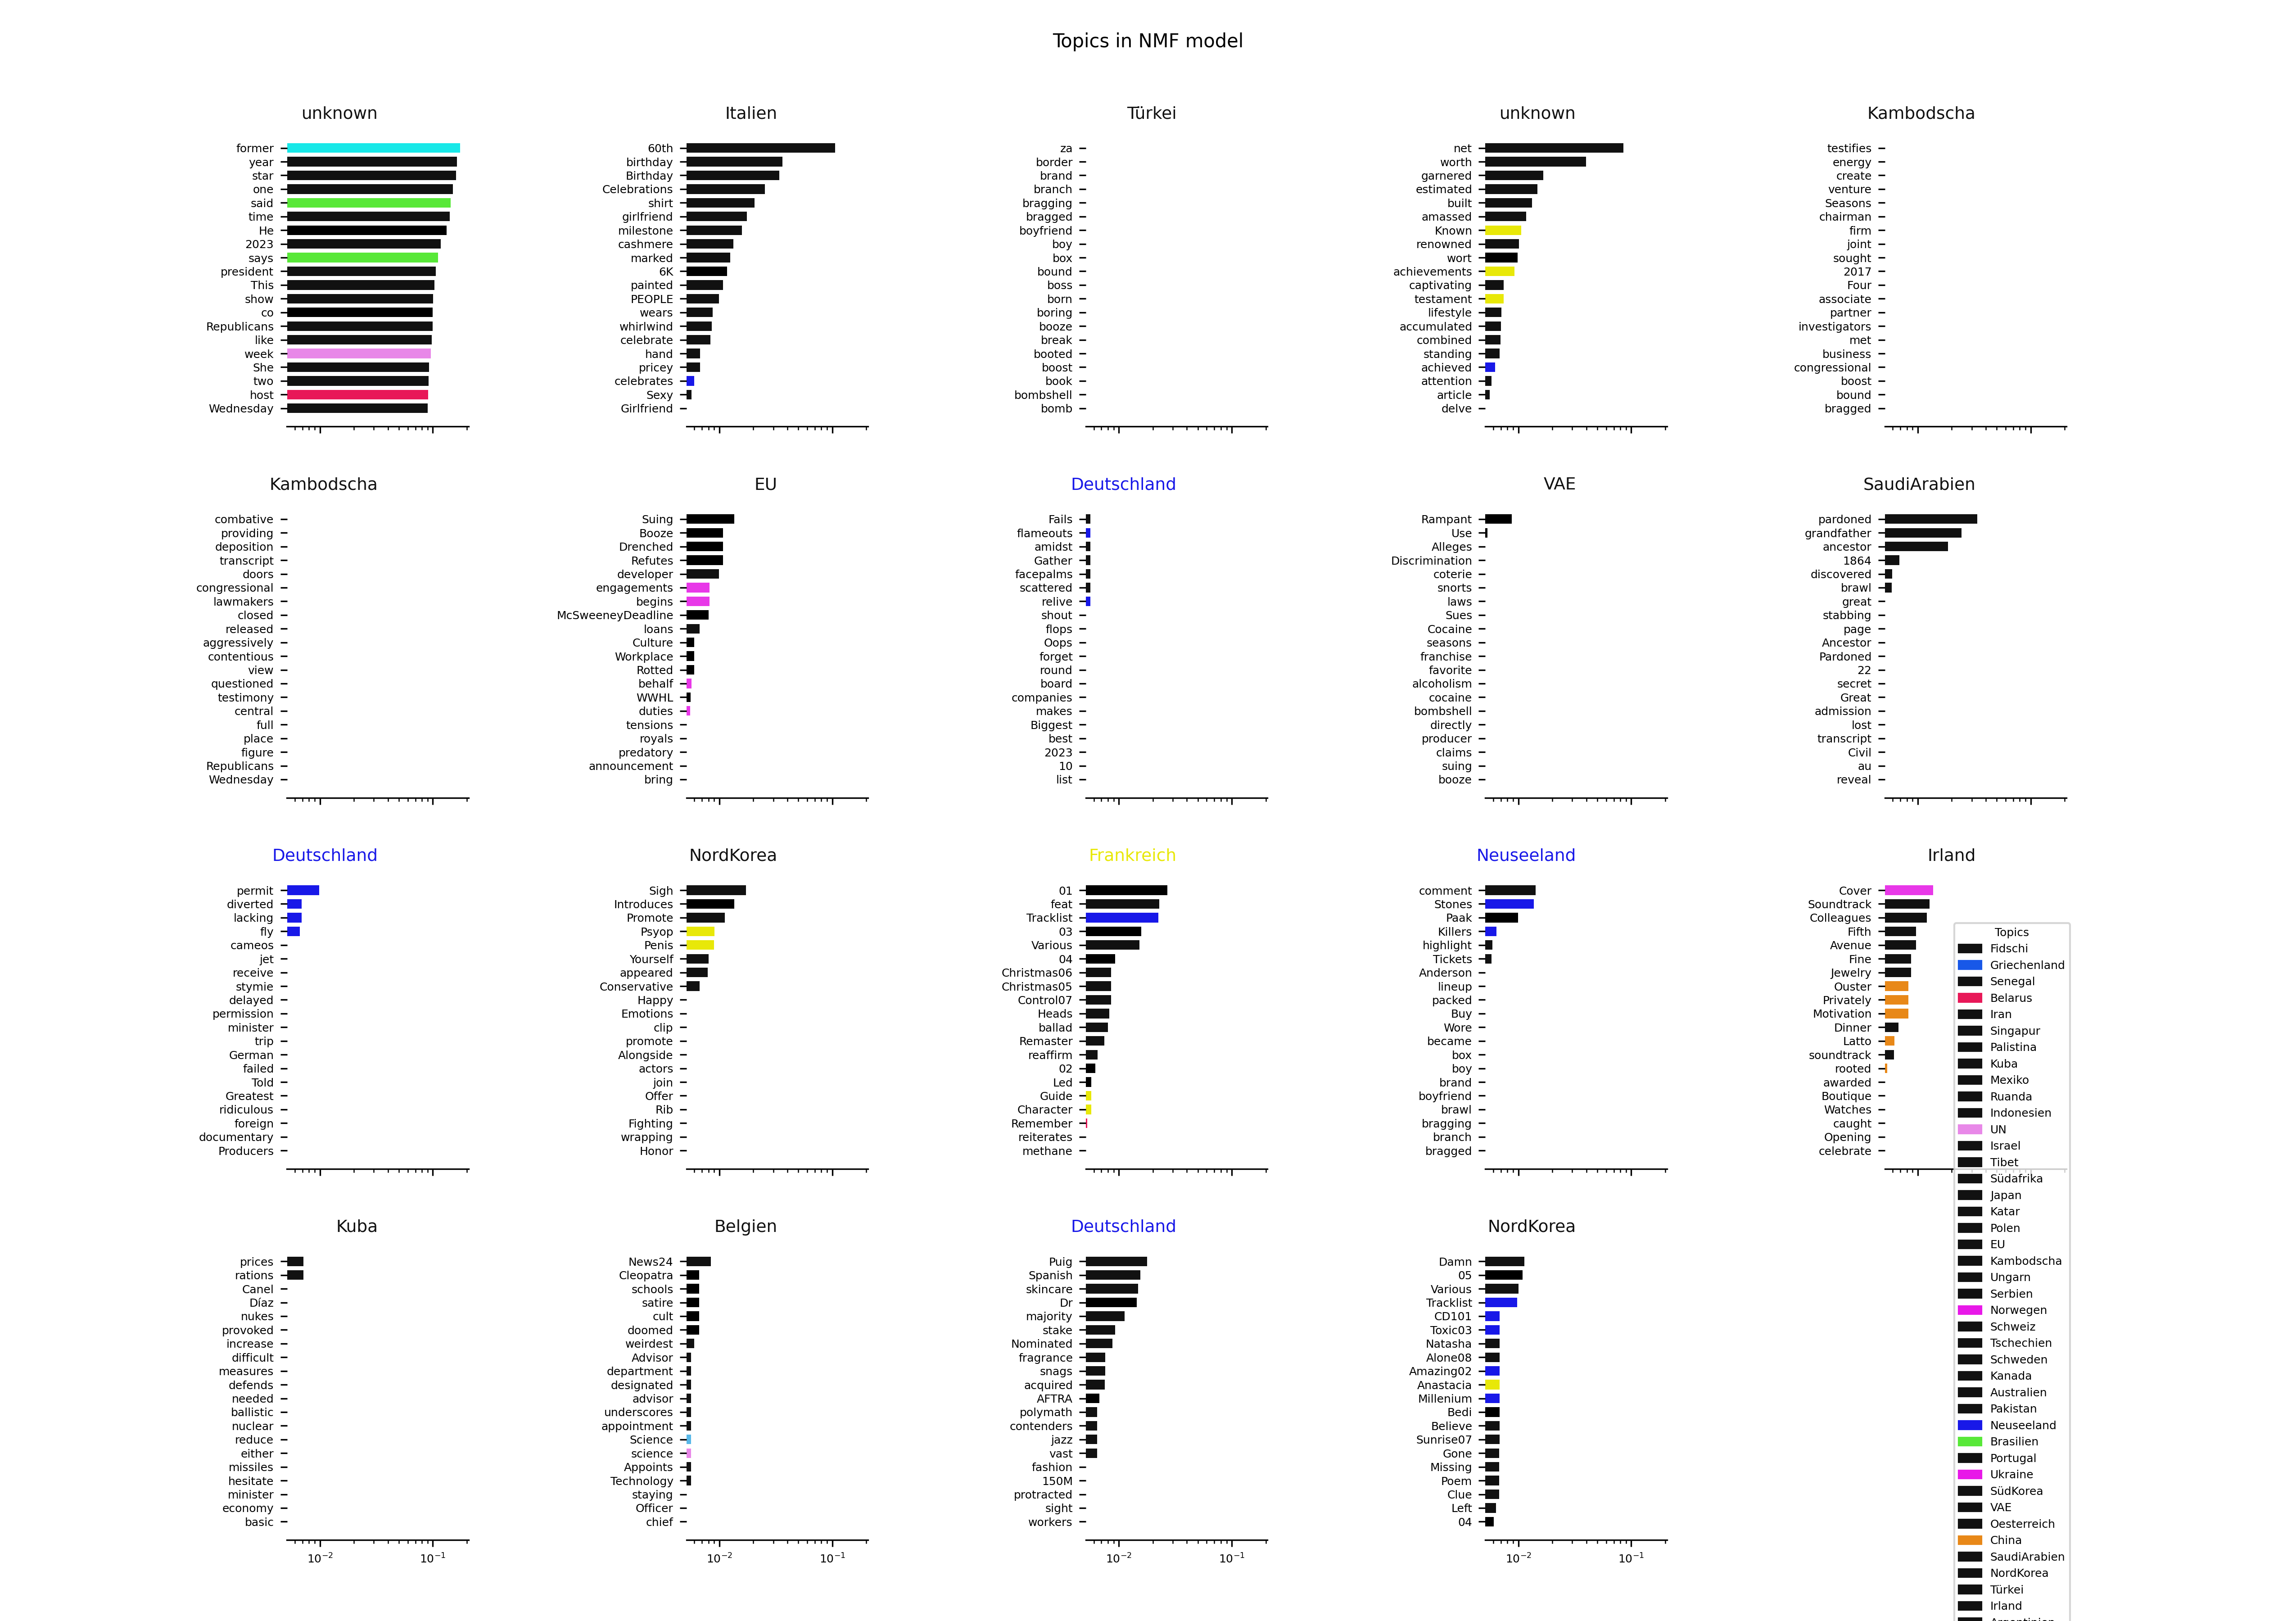 Topics in NMF model
unknown
former
year
star
one
said
time
He
2023
says
president
This
show
co
Republicans
like
week
She
two
host
Wednesday
Italien
60th
birthday
Birthday
Celebrations
shirt
girlfriend
milestone
cashmere
marked
6K
painted
PEOPLE
wears
whirlwind
celebrate
hand
pricey
celebrates
Sexy
Girlfriend
Türkei
za
border
brand
branch
bragging
bragged
boyfriend
boy
box
bound
boss
born
boring
booze
break
booted
boost
book
bombshell
bomb
unknown
net
worth
garnered
estimated
built
amassed
Known
renowned
wort
achievements
captivating
testament
lifestyle
accumulated
combined
standing
achieved
attention
article
delve
Kambodscha
testifies
energy
create
venture
Seasons
chairman
firm
joint
sought
2017
Four
associate
partner
investigators
met
business
congressional
boost
bound
bragged
Kambodscha
combative
providing
deposition
transcript
doors
congressional
lawmakers
closed
released
aggressively
contentious
view
questioned
testimony
central
full
place
figure
Republicans
Wednesday
EU
Suing
Booze
Drenched
Refutes
developer
engagements
begins
McSweeneyDeadline
loans
Culture
Workplace
Rotted
behalf
WWHL
duties
tensions
royals
predatory
announcement
bring
Deutschland
Fails
flameouts
amidst
Gather
facepalms
scattered
relive
shout
flops
Oops
forget
round
board
companies
makes
Biggest
best
2023
10
list
VAE
Rampant
Use
Alleges
Discrimination
coterie
snorts
laws
Sues
Cocaine
seasons
franchise
favorite
alcoholism
cocaine
bombshell
directly
producer
claims
suing
booze
SaudiArabien
pardoned
grandfather
ancestor
1864
discovered
brawl
great
stabbing
page
Ancestor
Pardoned
22
secret
Great
admission
lost
transcript
Civil
au
reveal
Deutschland
permit
diverted
lacking
fly
cameos
jet
receive
stymie
delayed
permission
minister
trip
German
failed
Told
Greatest
ridiculous
foreign
documentary
Producers
NordKorea
Sigh
Introduces
Promote
Psyop
Penis
Yourself
appeared
Conservative
Happy
Emotions
clip
promote
Alongside
actors
join
Offer
Rib
Fighting
wrapping
Honor
Frankreich
01
feat
Tracklist
03
Various
04
Christmas06
Christmas05
Control07
Heads
ballad
Remaster
reaffirm
02
Led
Guide
Character
Remember
reiterates
methane
Neuseeland
comment
Stones
Paak
Killers
highlight
Tickets
Anderson
lineup
packed
Buy
Wore
became
box
boy
brand
boyfriend
brawl
bragging
branch
bragged
Irland
Cover
Soundtrack
Colleagues
Fifth
Avenue
Fine
Jewelry
Ouster
Privately
Motivation
Dinner
Latto
soundtrack
rooted
awarded
Boutique
Watches
caught
Opening
celebrate
Kuba
prices
rations
Canel
Díaz
nukes
provoked
increase
difficult
measures
defends
needed
ballistic
nuclear
reduce
either
missiles
hesitate
minister
economy
basic
10⁻² 10⁻¹
Belgien
News24
Cleopatra
schools
satire
cult
doomed
weirdest
Advisor
department
designated
advisor
underscores
appointment
Science
science
Appoints
Technology
staying
Officer
chief
10⁻² 10⁻¹
Deutschland
Puig
Spanish
skincare
Dr
majority
stake
Nominated
fragrance
snags
acquired
AFTRA
polymath
contenders
jazz
vast
fashion
150M
protracted
sight
workers
10⁻² 10⁻¹
NordKorea
Damn
05
Various
Tracklist
CD101
Toxic03
Natasha
Alone08
Amazing02
Anastacia
Millenium
Bedi
Believe
Sunrise07
Gone
Missing
Poem
Clue
Left
04
10⁻² 10⁻¹
Topics
Fidschi
Griechenland
Senegal
Belarus
Iran
Singapur
Palistina
Kuba
Mexiko
Ruanda
Indonesien
UN
Israel
Tibet
Südafrika
Japan
Katar
Polen
EU
Kambodscha
Ungarn
Serbien
Norwegen
Schweiz
Tschechien
Schweden
Kanada
Australien
Pakistan
Neuseeland
Brasilien
Portugal
Ukraine
SüdKorea
VAE
Oesterreich
China
SaudiArabien
NordKorea
Türkei
Irland